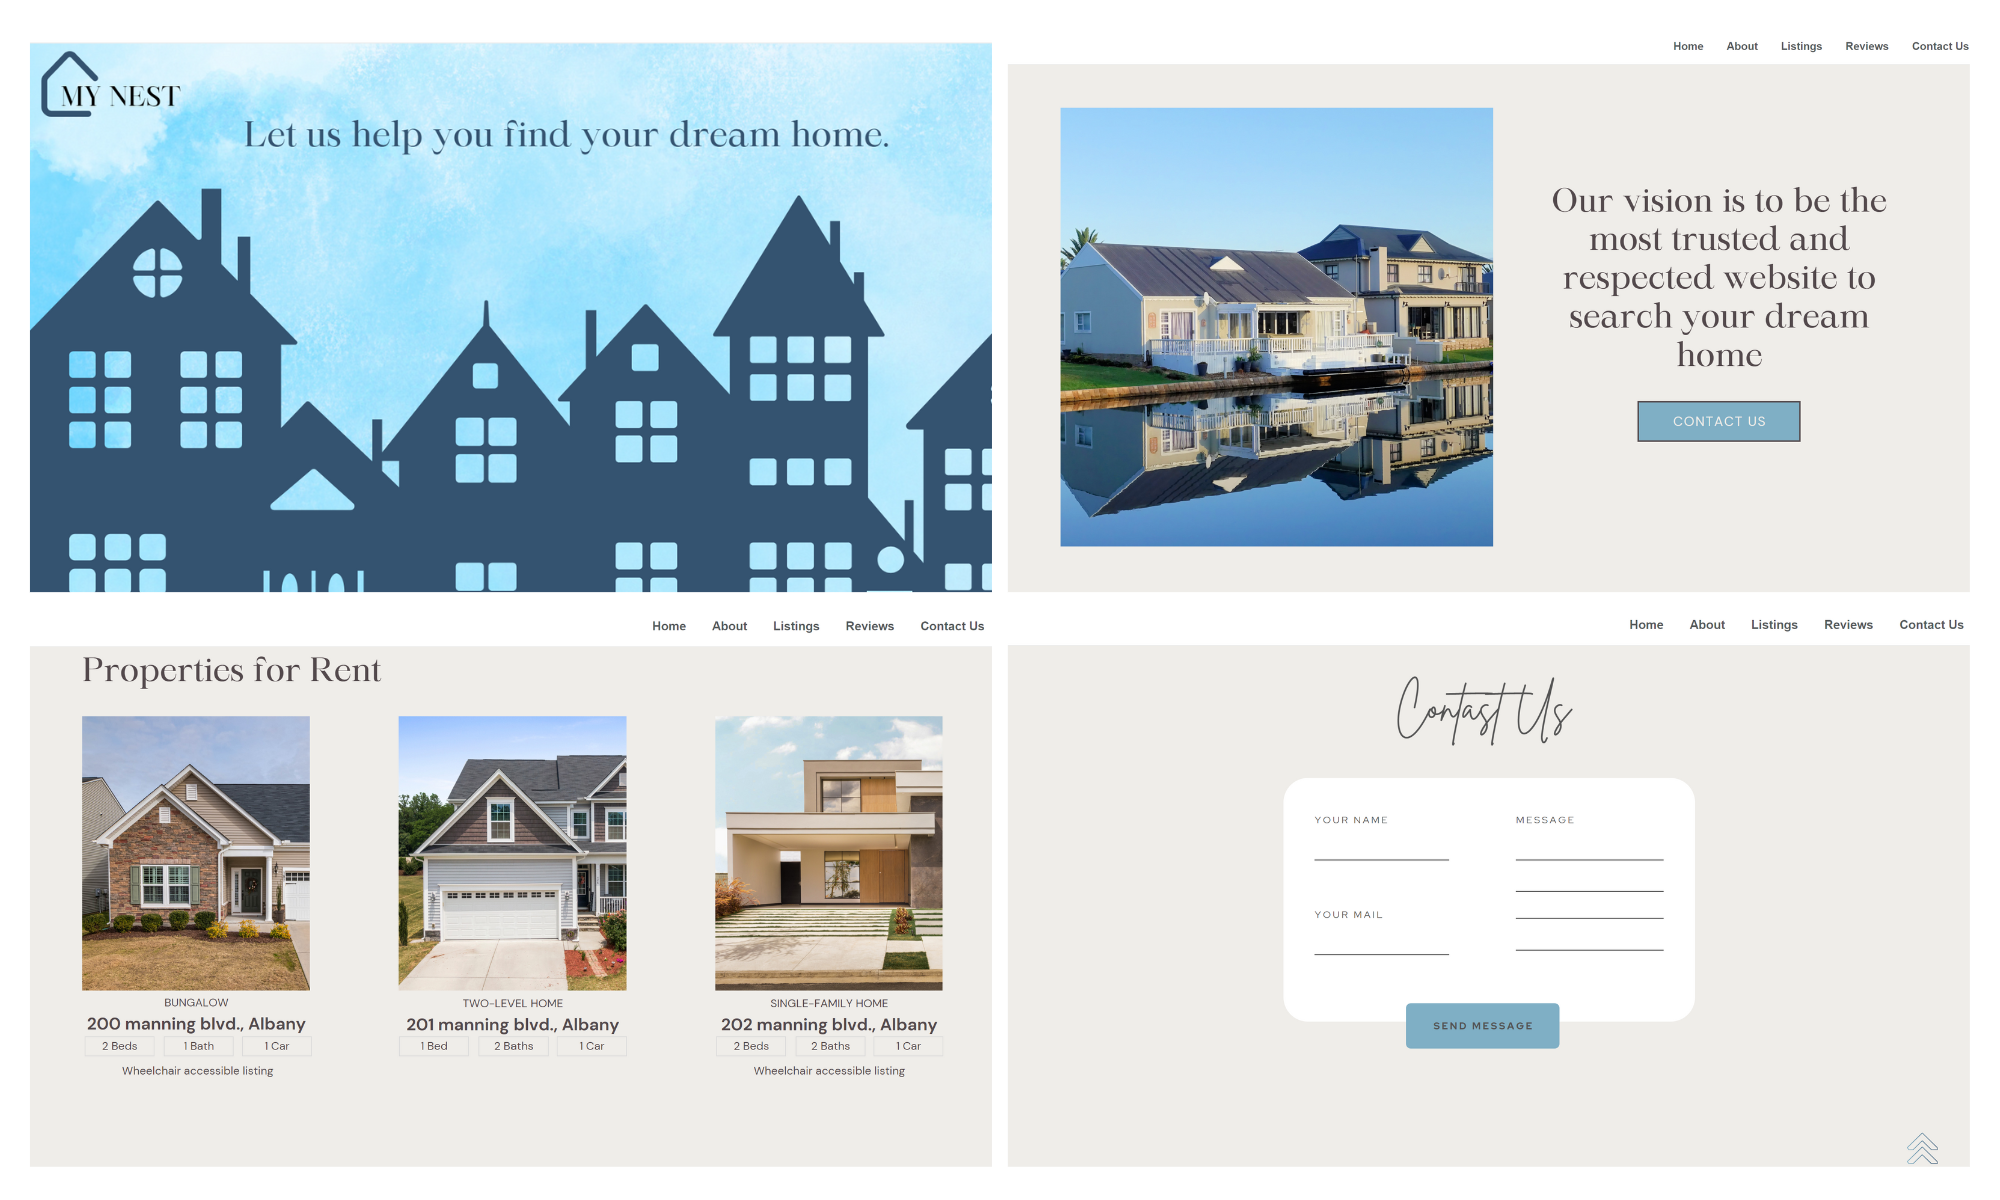 MY NEST
Let us help you find your dream home.
Home About Listings Reviews Contact Us
Our vision is to be the
most trusted and
respected website to
search your dream
home
CONTACT US
Home About Listings Reviews Contact Us
Properties for Rent
BUNGALOW
200 manning blvd., Albany
2 Beds 1 Bath 1 Car
Wheelchair accessible listing
TWO-LEVEL HOME
201 manning blvd., Albany
1 Bed 2 Baths 1 Car
SINGLE-FAMILY HOME
202 manning blvd., Albany
2 Beds 2 Baths 1 Car
Wheelchair accessible listing
Home About Listings Reviews Contact Us
Contast Us
YOUR NAME
MESSAGE
YOUR MAIL
SEND MESSAGE